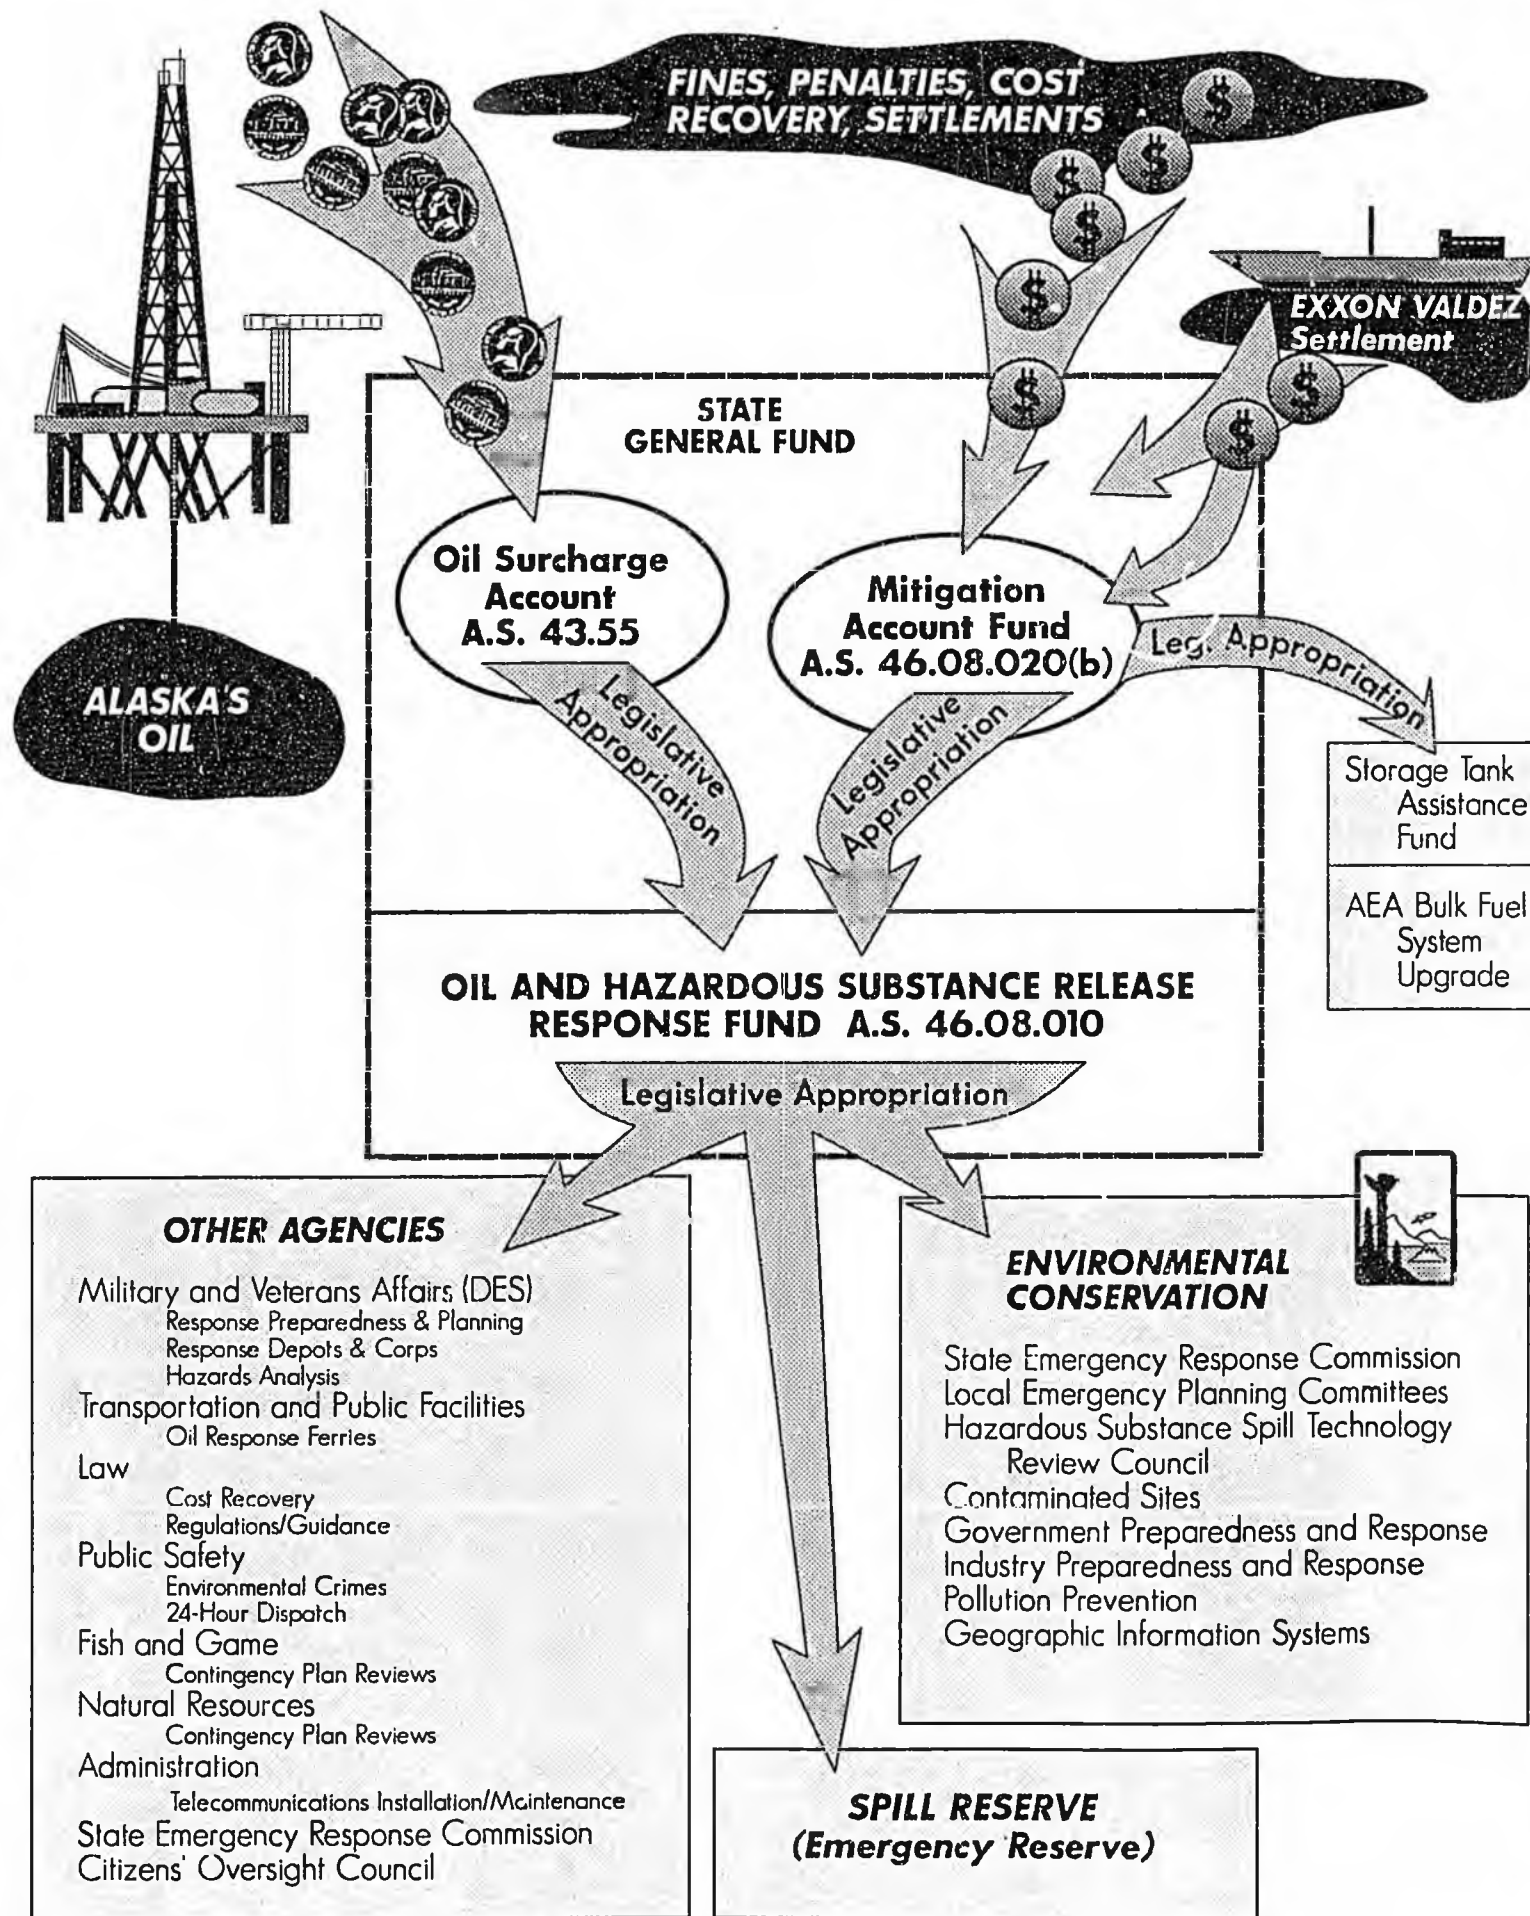 FINES, PENALTIES, COST
RECOVERY, SETTLEMENTS
EXXON VALDEZ
Settlement
STATE
GENERAL FUND
Oil Surcharge
Account
A.S. 43.55
Mitigation
Account Fund
A.S. 46.08.020(b)
Leg. Appropriation
ALASKA'S
OIL
Legislative
Appropriation
Legislative
Appropriation
Storage Tank
Assistance
Fund
AEA Bulk Fuel
System
Upgrade
OIL AND HAZARDOUS SUBSTANCE RELEASE
RESPONSE FUND A.S. 46.08.010
Legislative Appropriation
OTHER AGENCIES
Military and Veterans Affairs (DES)
Response Preparedness & Planning
Response Depots & Corps
Hazards Analysis
Transportation and Public Facilities
Oil Response Ferries
Law
Cost Recovery
Regulations/Guidance
Public Safety
Environmental Crimes
24-Hour Dispatch
Fish and Game
Contingency Plan Reviews
Natural Resources
Contingency Plan Reviews
Administration
Telecommunications Installation/Maintenance
State Emergency Response Commission
Citizens' Oversight Council
ENVIRONMENTAL
CONSERVATION
State Emergency Response Commission
Local Emergency Planning Committees
Hazardous Substance Spill Technology
Review Council
Contaminated Sites
Government Preparedness and Response
Industry Preparedness and Response
Pollution Prevention
Geographic Information Systems
SPILL RESERVE
(Emergency Reserve)